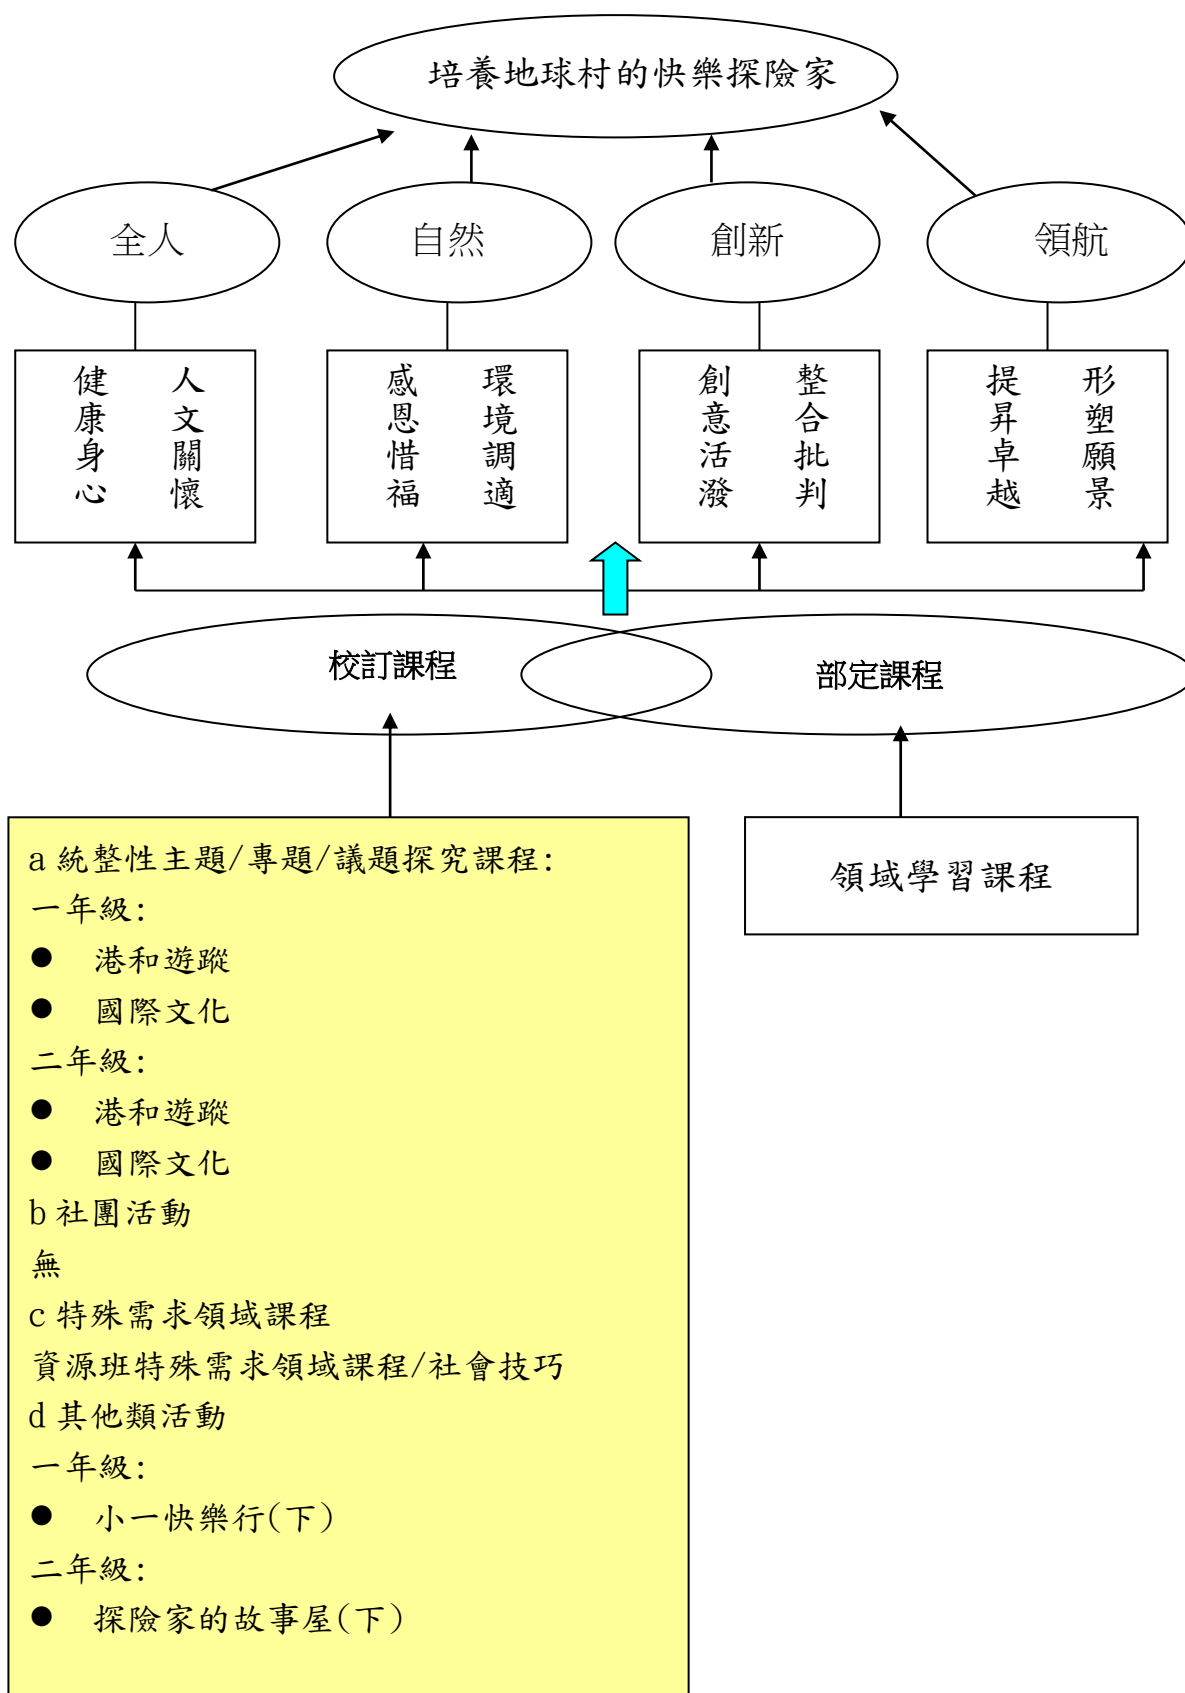 培養地球村的快樂探險家
全人
自然
創新
領航
健康身心
人文關懷
感恩惜福
環境調適
創意活潑
整合批判
提昇卓越
形塑願景
校訂課程
部定課程
a 統整性主題/專題/議題探究課程:
一年級:
● 港和遊蹤
● 國際文化
二年級:
● 港和遊蹤
● 國際文化
b 社團活動
無
c 特殊需求領域課程
資源班特殊需求領域課程/社會技巧
d 其他類活動
一年級:
● 小一快樂行(下)
二年級:
● 探險家的故事屋(下)
領域學習課程